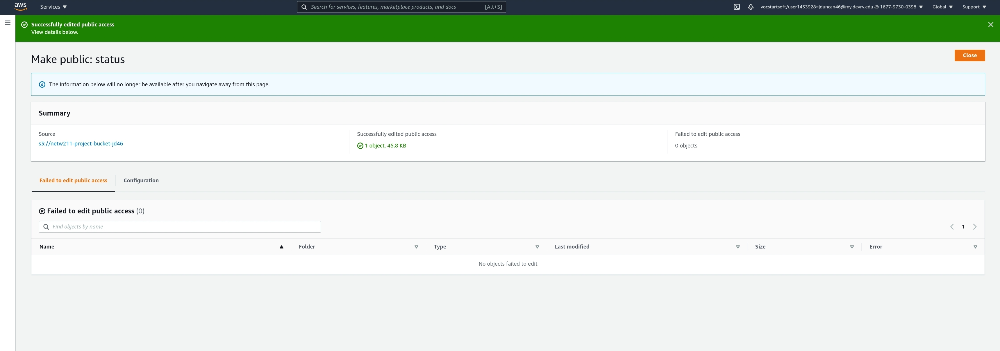 aws Services Search for services, features, marketplace products, and docs [Alt+S] vocstartsoft/user1433928=jduncan46@my.devry.edu @ 1677-9730-0398 Global Support
Successfully edited public access
View details below.
Make public: status
Close
The information below will no longer be available after you navigate away from this page.
Summary
Source Successfully edited public access Failed to edit public access
s3://netw211-project-bucket-jd46 1 object, 45.8 KB 0 objects
Failed to edit public access Configuration
Failed to edit public access (0)
Find objects by name 1
Name Folder Type Last modified Size Error
No objects failed to edit